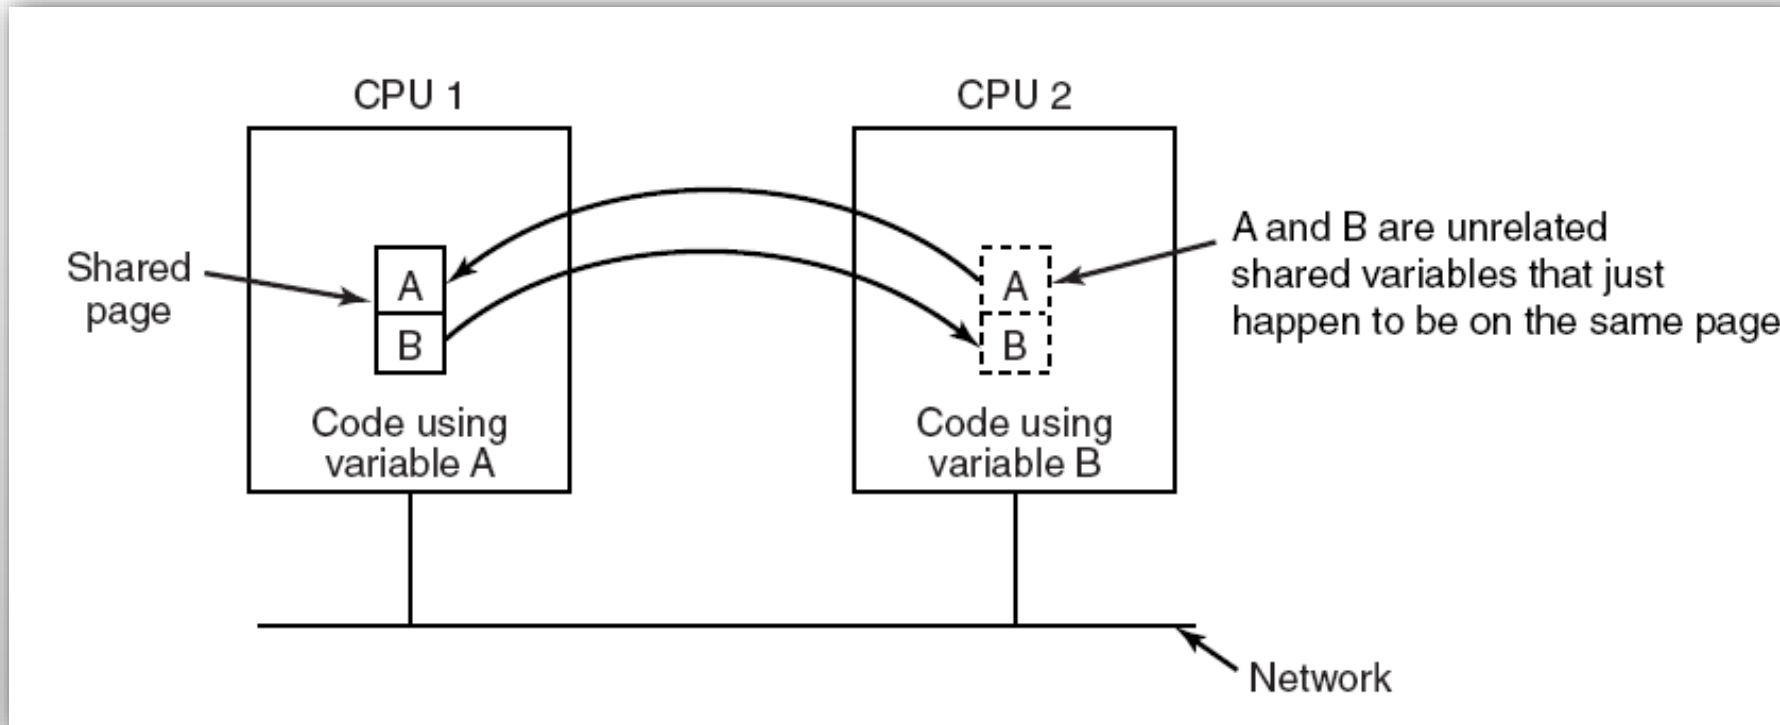 CPU 1
CPU 2
Shared
page
A
B
A
B
A and B are unrelated
shared variables that just
happen to be on the same page
Code using
variable A
Code using
variable B
Network